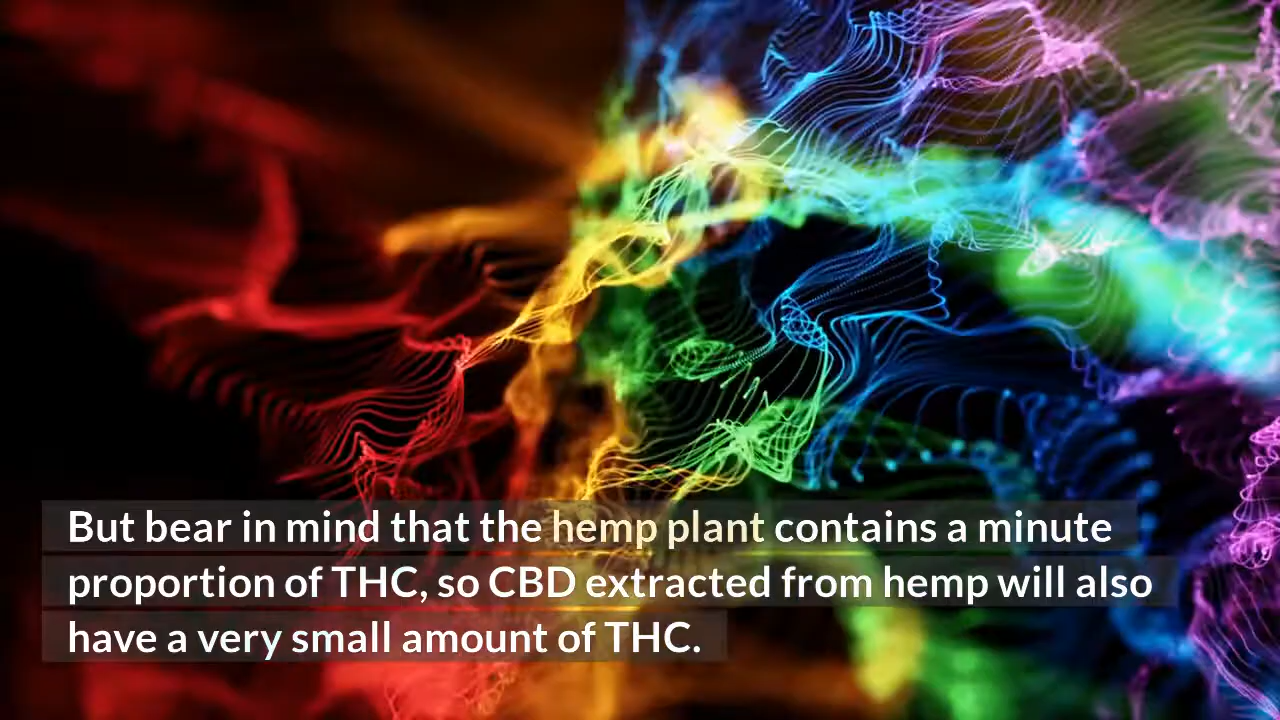 But bear in mind that the hemp plant contains a minute
proportion of THC, so CBD extracted from hemp will also
have a very small amount of THC.